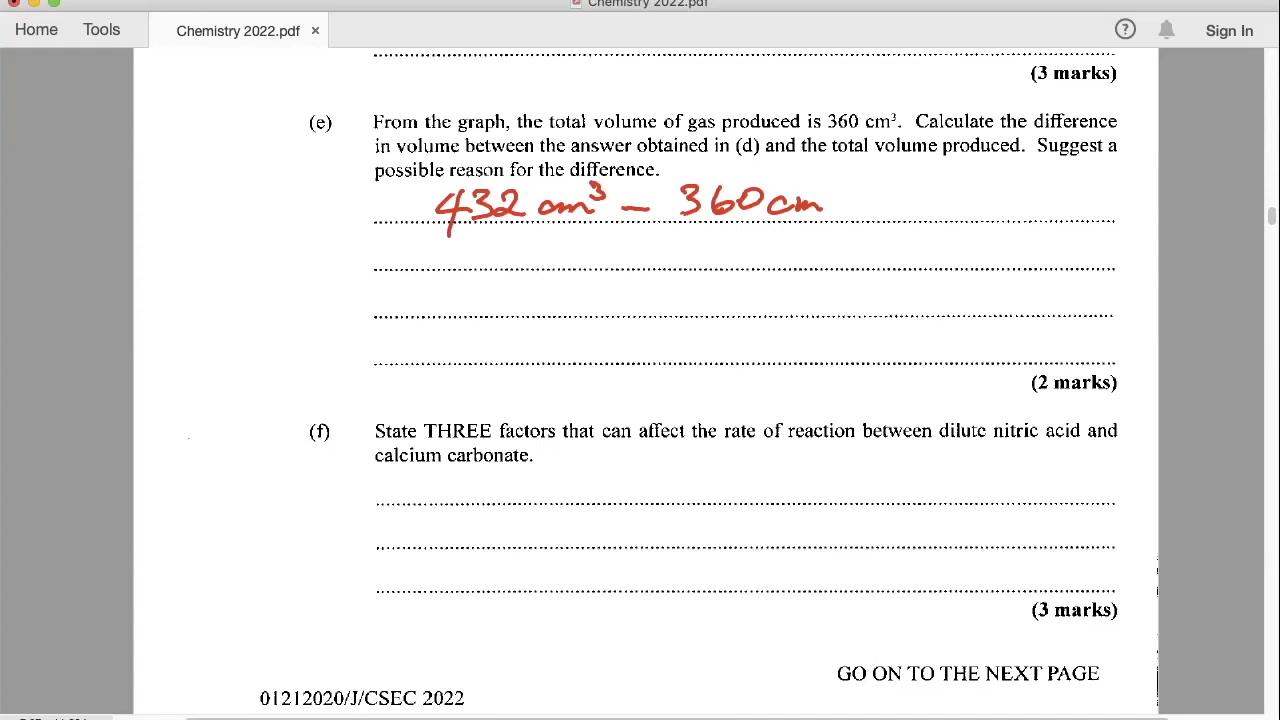 Chemistry 2022.pdf
Home Tools Chemistry 2022.pdf × ? Sign In
(3 marks)
(e) From the graph, the total volume of gas produced is 360 cm³. Calculate the difference
in volume between the answer obtained in (d) and the total volume produced. Suggest a
possible reason for the difference.
432 cm³ – 360 cm
(2 marks)
(f) State THREE factors that can affect the rate of reaction between dilute nitric acid and
calcium carbonate.
(3 marks)
GO ON TO THE NEXT PAGE
01212020/J/CSEC 2022